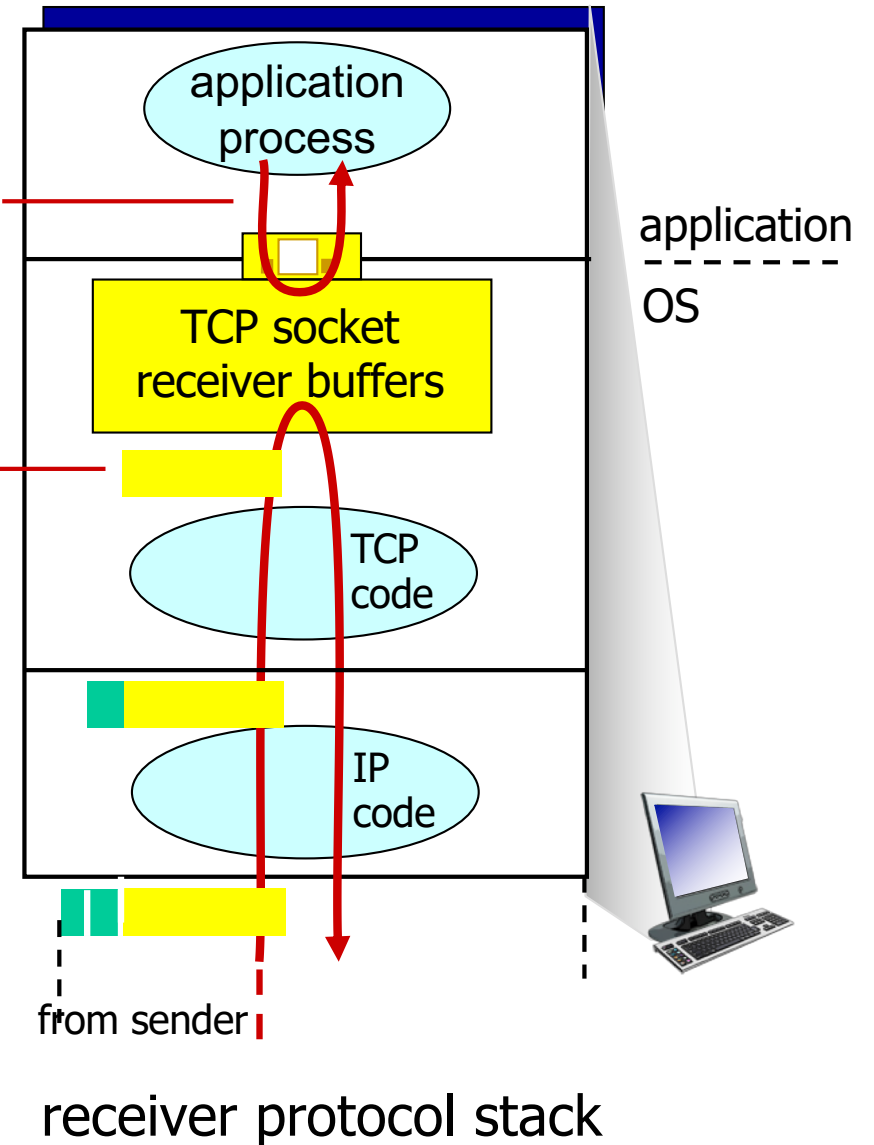 application
process
application
OS
TCP socket
receiver buffers
TCP
code
IP
code
from sender
receiver protocol stack